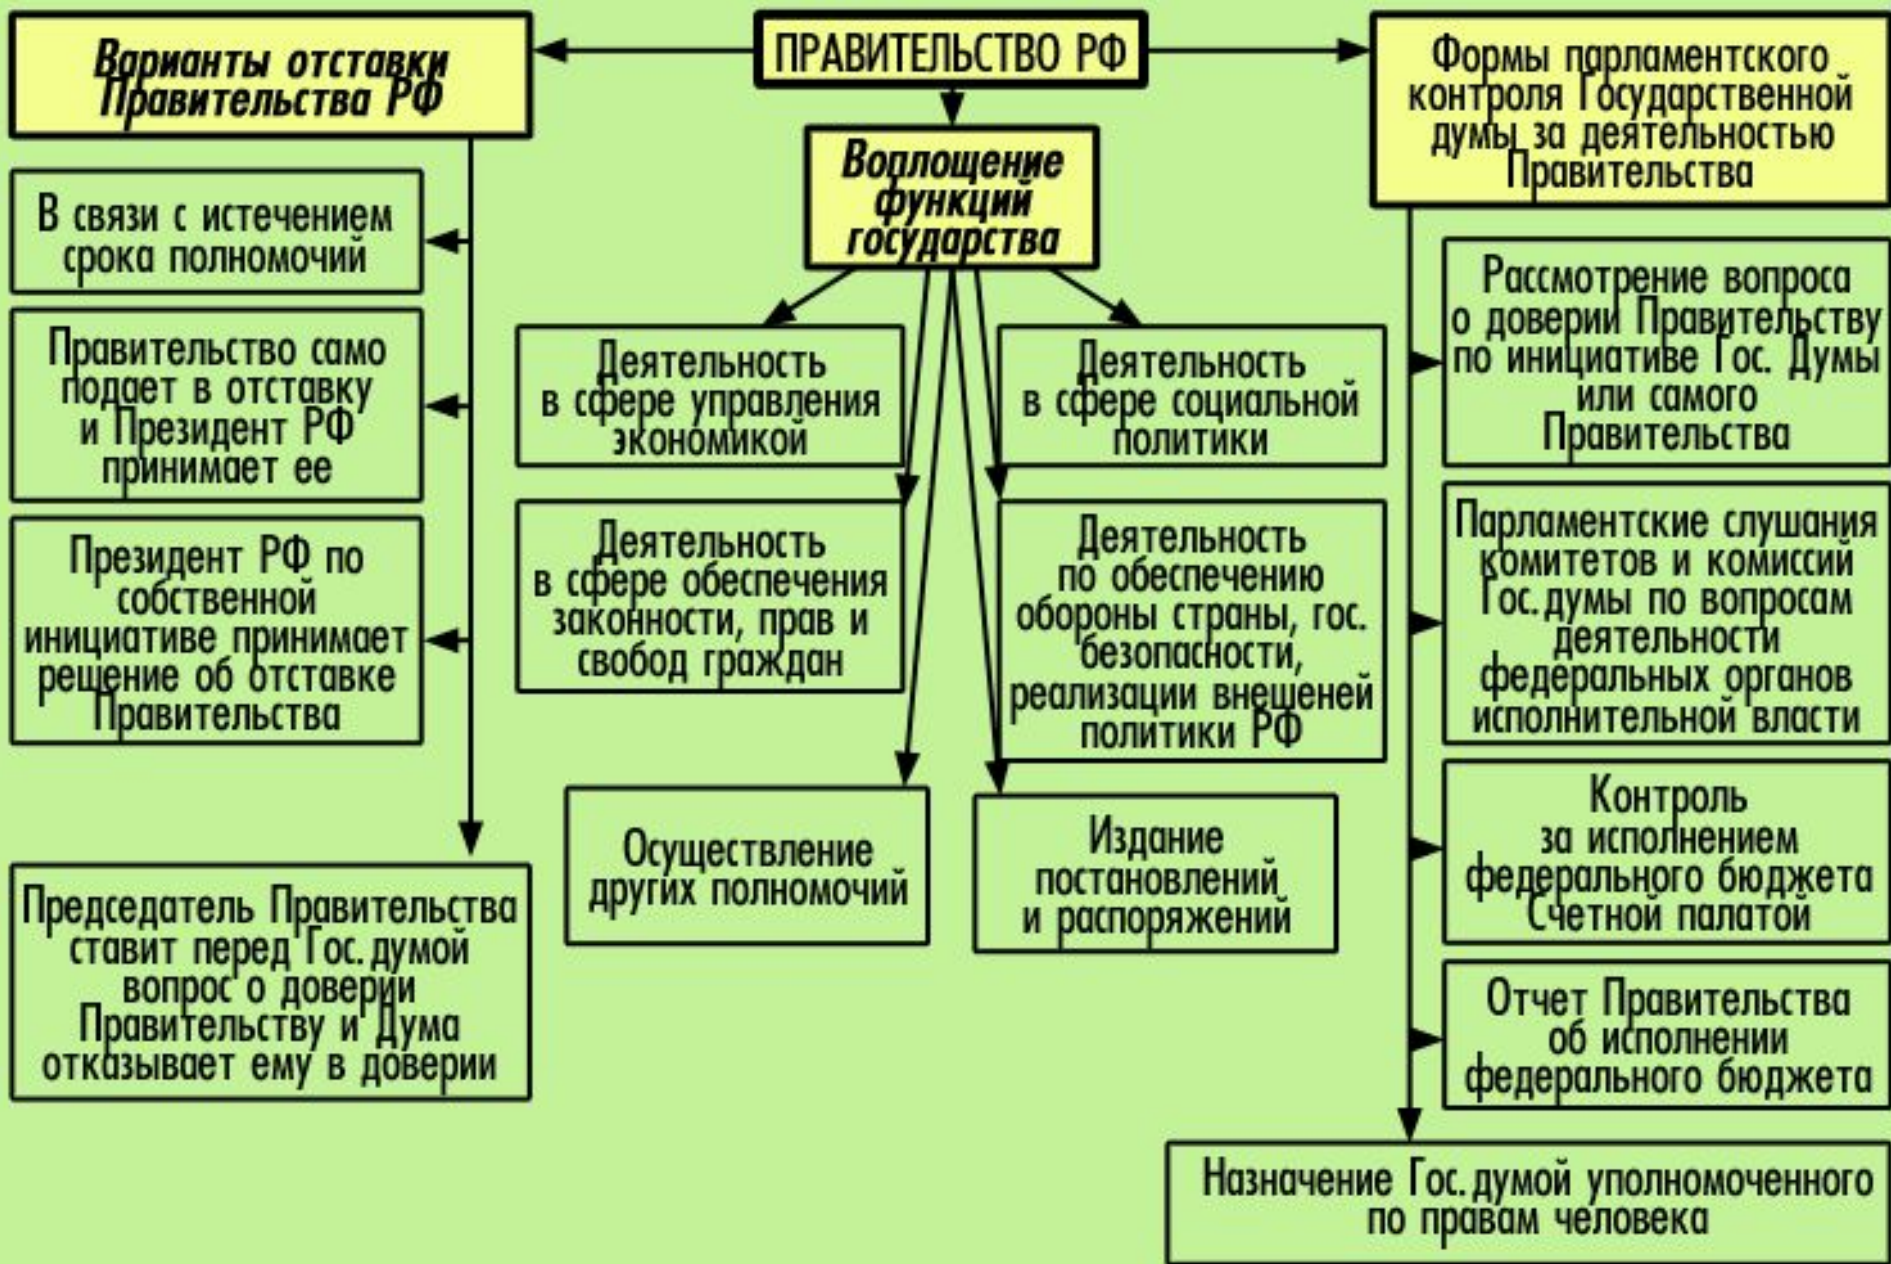 ПРАВИТЕЛЬСТВО РФ
Варианты отставки
Правительства РФ
В связи с истечением
срока полномочий
Правительство само
подает в отставку
и Президент РФ
принимает ее
Президент РФ по
собственной
инициативе принимает
решение об отставке
Правительства
Председатель Правительства
ставит перед Гос. думой
вопрос о доверии
Правительству и Дума
отказывает ему в доверии
Воплощение
функций
государства
Деятельность
в сфере управления
экономикой
Деятельность
в сфере социальной
политики
Деятельность
в сфере обеспечения
законности, прав и
свобод граждан
Деятельность
по обеспечению
обороны страны, гос.
безопасности,
реализации внешеней
политики РФ
Осуществление
других полномочий
Издание
постановлений
и распоряжений
Формы парламентского
контроля Государственной
думы за деятельностью
Правительства
Рассмотрение вопроса
о доверии Правительству
по инициативе Гос. Думы
или самого
Правительства
Парламентские слушания
комитетов и комиссий
Гос. думы по вопросам
деятельности
федеральных органов
исполнительной власти
Контроль
за исполнением
федерального бюджета
Счетной палатой
Отчет Правительства
об исполнении
федерального бюджета
Назначение Гос. думой уполномоченного
по правам человека